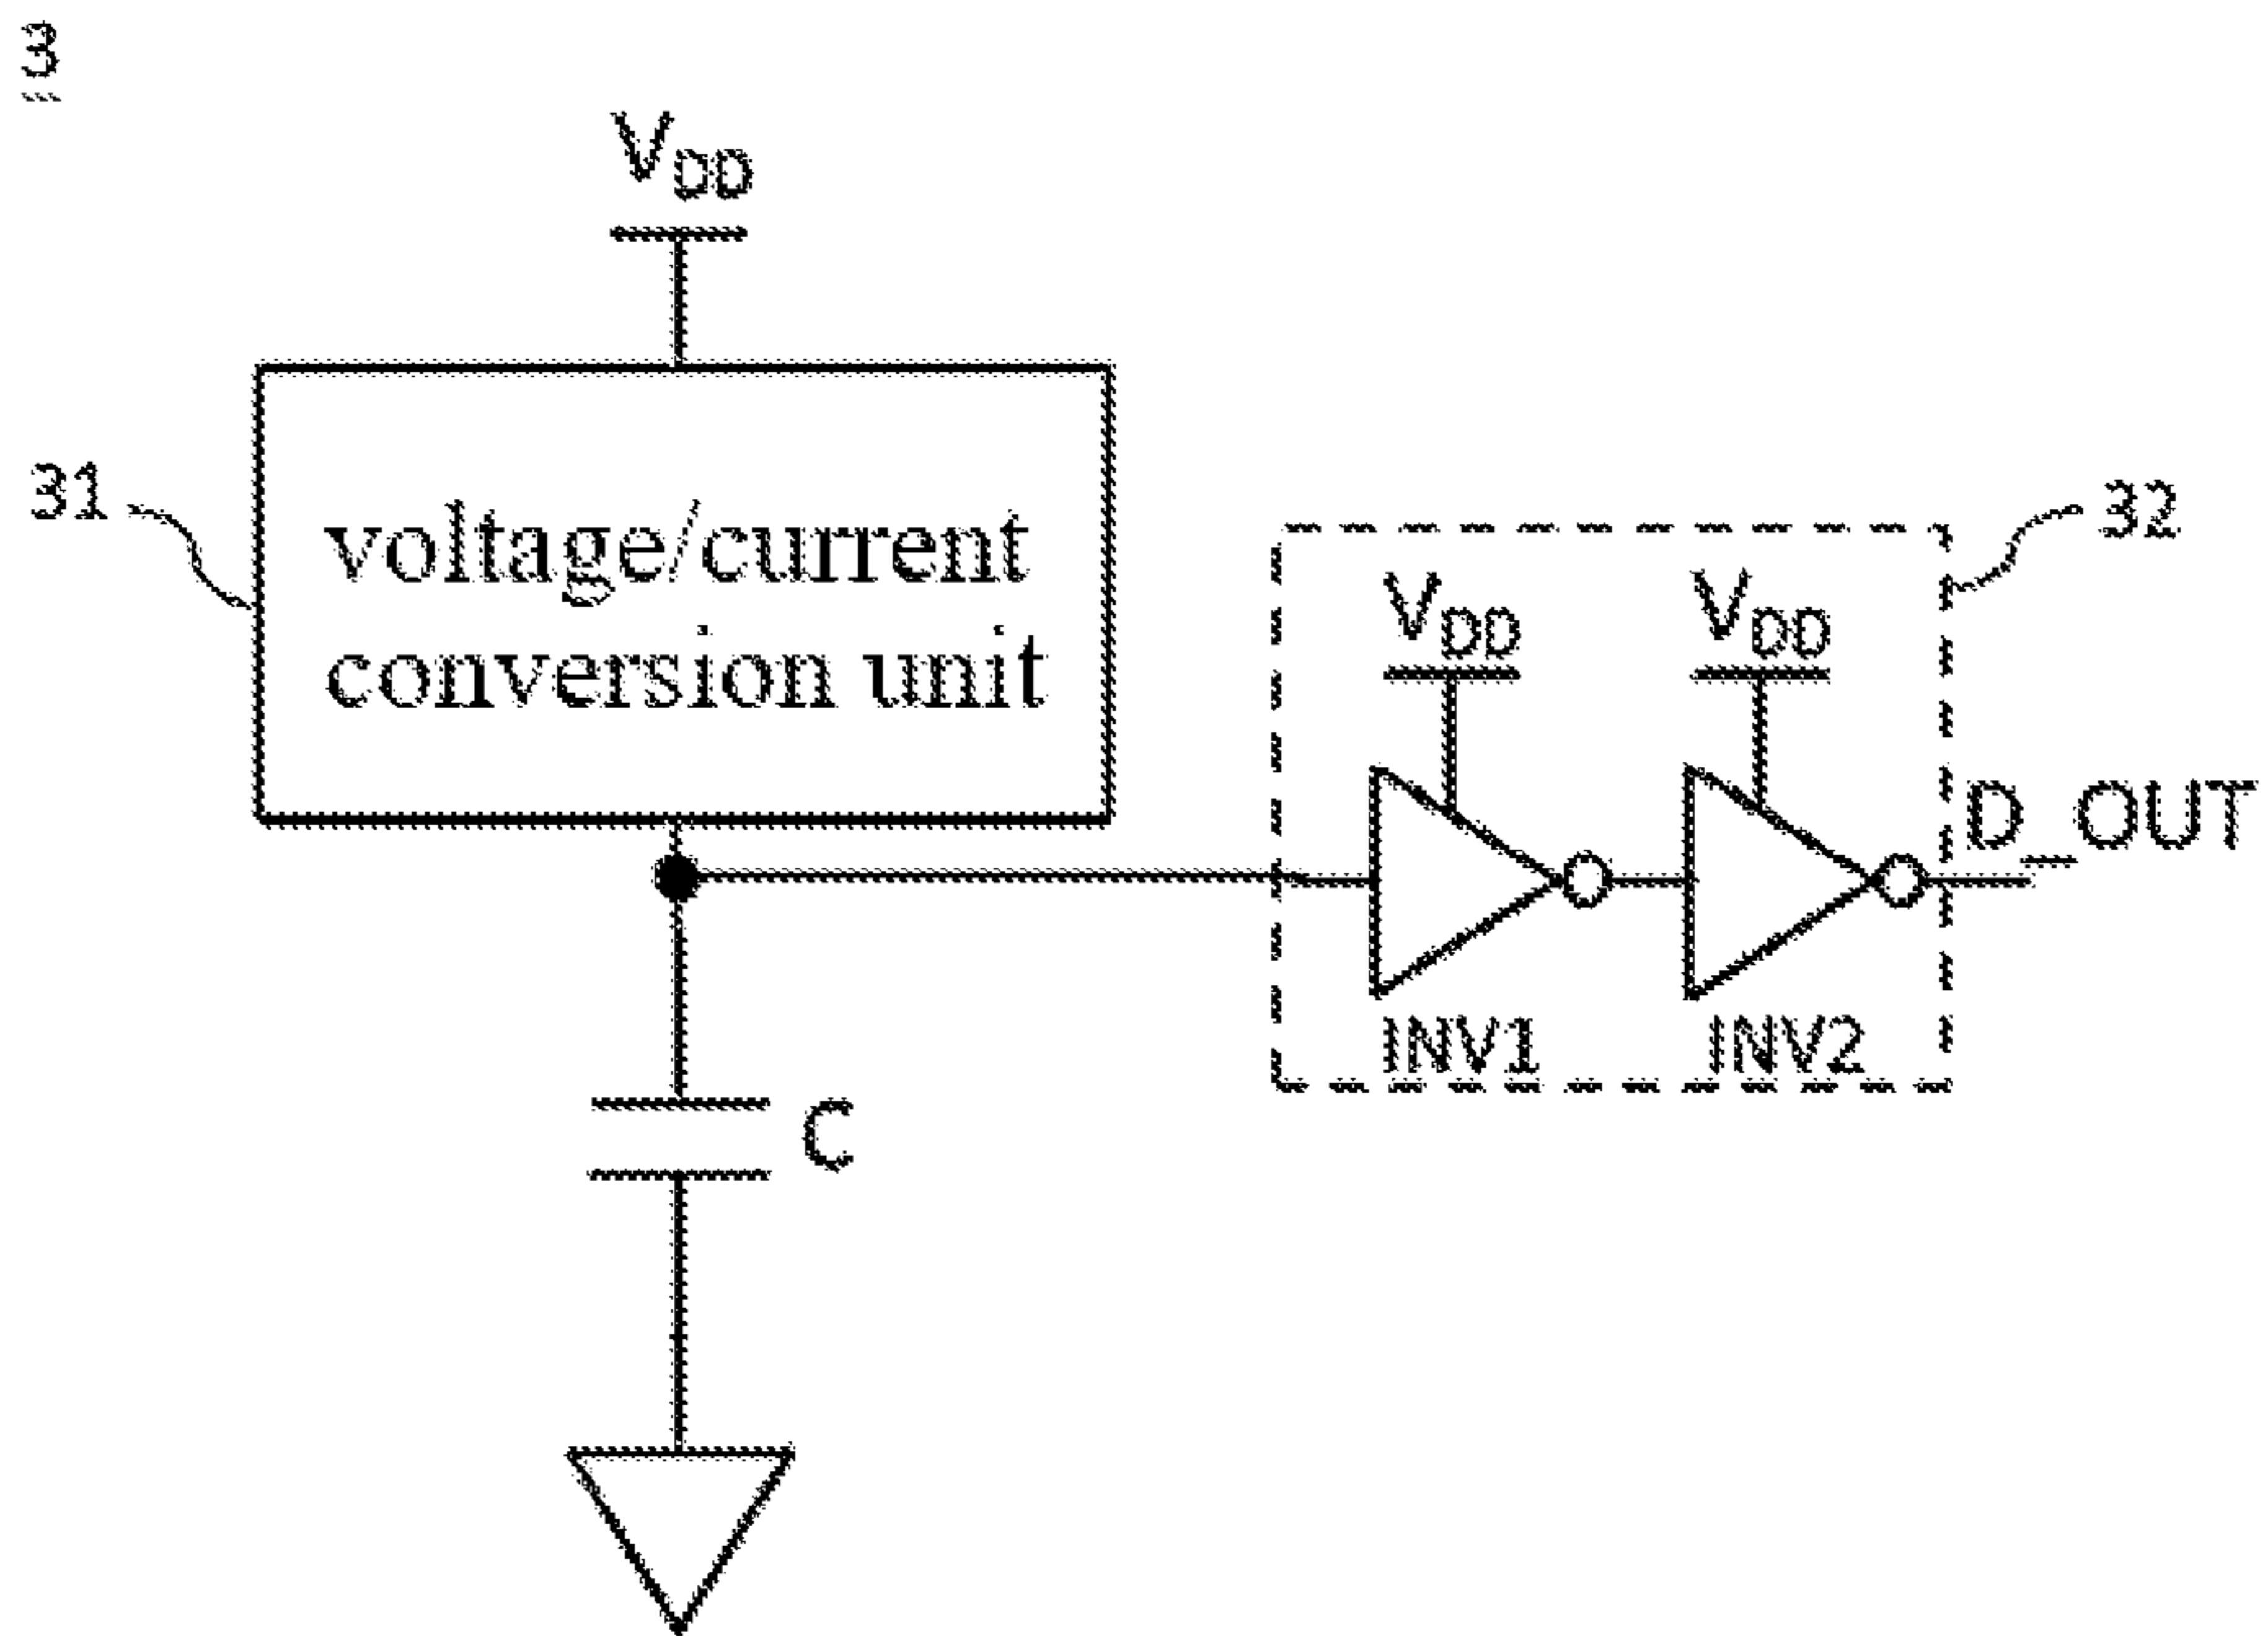 3
VDD
31
voltage/current
conversion unit
32
VDD VDD
D_OUT
INV1 INV2
C